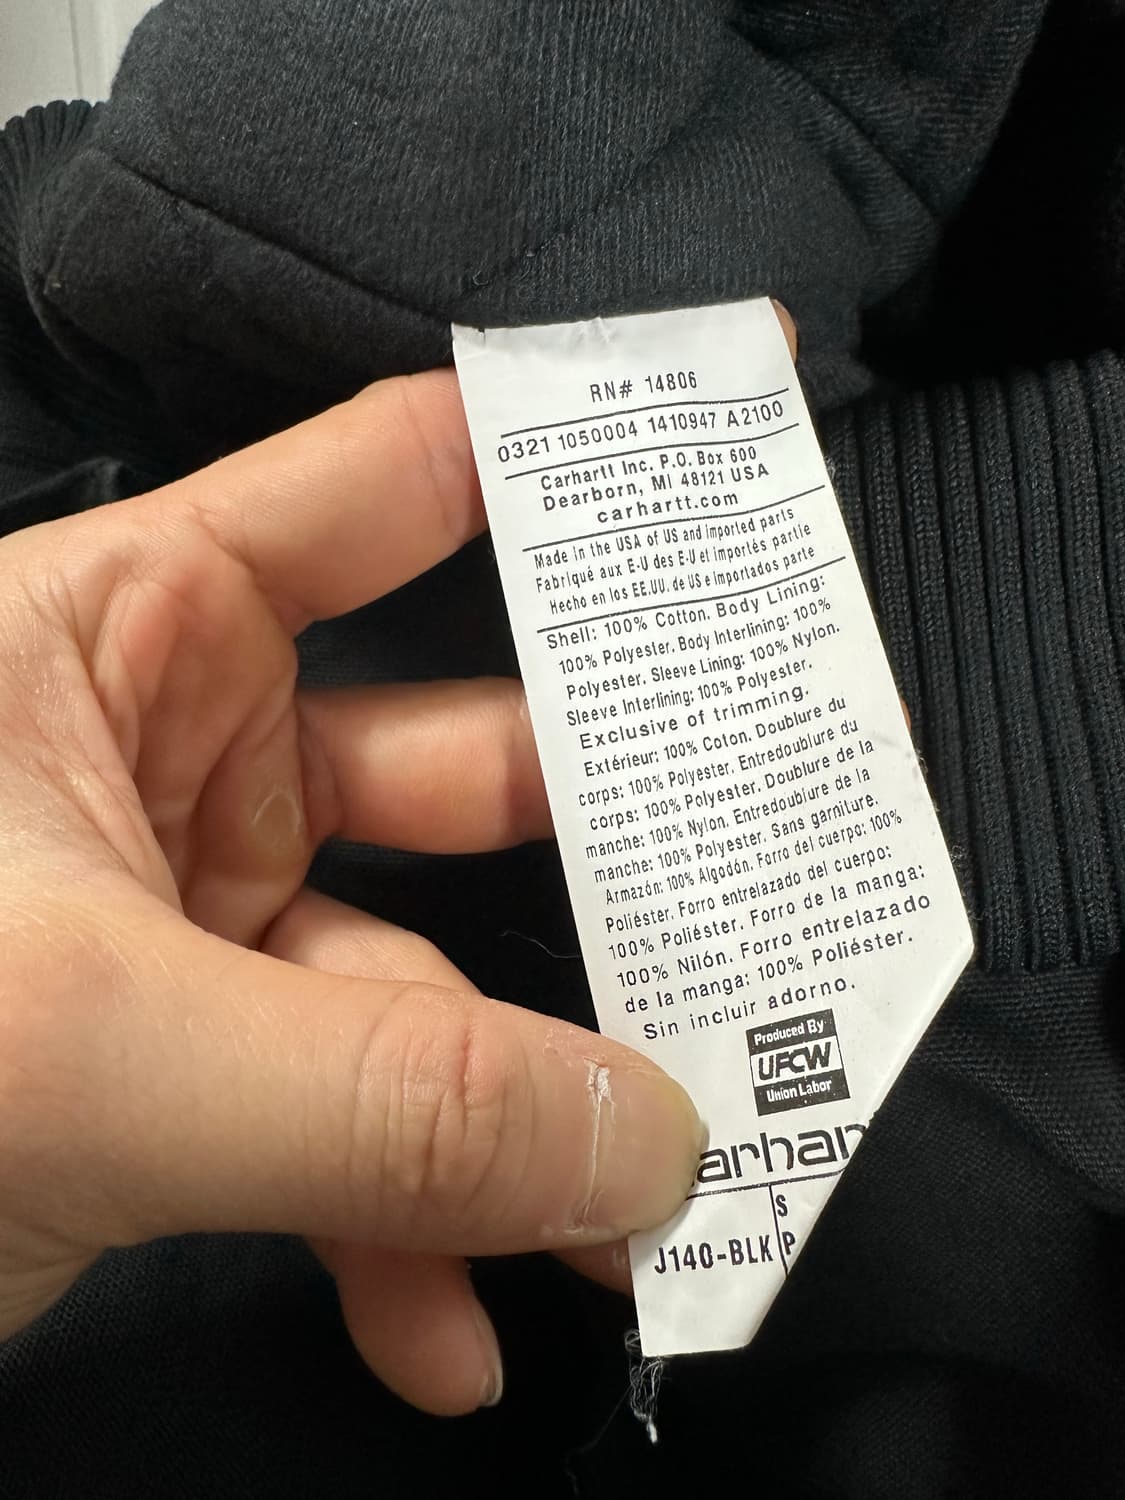 RN# 14806
0321 1050004 1410947 A2100
Carhartt Inc. P.O. Box 600
Dearborn, MI 48121 USA
carhartt.com
Made in the USA of US and imported parts
Fabriqué aux E-U des E-U et importés partie
Hecho en los EE.UU. de US e importados parte
Shell: 100% Cotton. Body Lining:
100% Polyester. Body Interlining: 100%
Polyester. Sleeve Lining: 100% Nylon.
Sleeve Interlining: 100% Polyester.
Exclusive of trimming.
Extérieur: 100% Coton. Doublure du
corps: 100% Polyester. Entredoublure du
corps: 100% Polyester. Doublure de la
manche: 100% Nylon. Entredoublure de la
manche: 100% Polyester. Sans garniture.
Armazón: 100% Algodón. Forro del cuerpo: 100%
Poliéster. Forro entrelazado del cuerpo:
100% Poliéster. Forro de la manga:
100% Nilón. Forro entrelazado
de la manga: 100% Poliéster.
Sin incluir adorno.
Produced By
UFCW
Union Labor
arhar
S
J140-BLK P